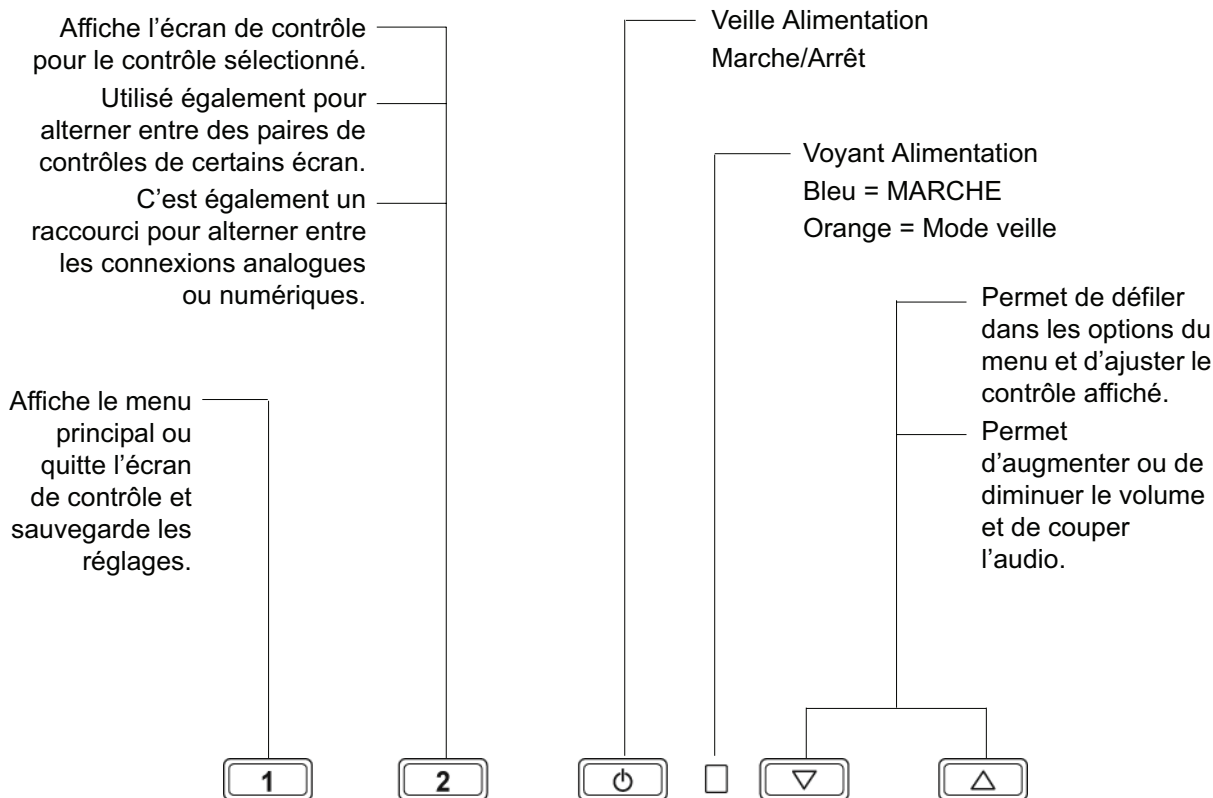 Affiche l’écran de contrôle
pour le contrôle sélectionné.
Utilisé également pour
alterner entre des paires de
contrôles de certains écran.
C’est également un
raccourci pour alterner entre
les connexions analogues
ou numériques.
Affiche le menu
principal ou
quitte l’écran
de contrôle et
sauvegarde les
réglages.
Veille Alimentation
Marche/Arrêt
Voyant Alimentation
Bleu = MARCHE
Orange = Mode veille
Permet de défiler
dans les options du
menu et d’ajuster le
contrôle affiché.
Permet
d’augmenter ou de
diminuer le volume
et de couper
l’audio.
1
2